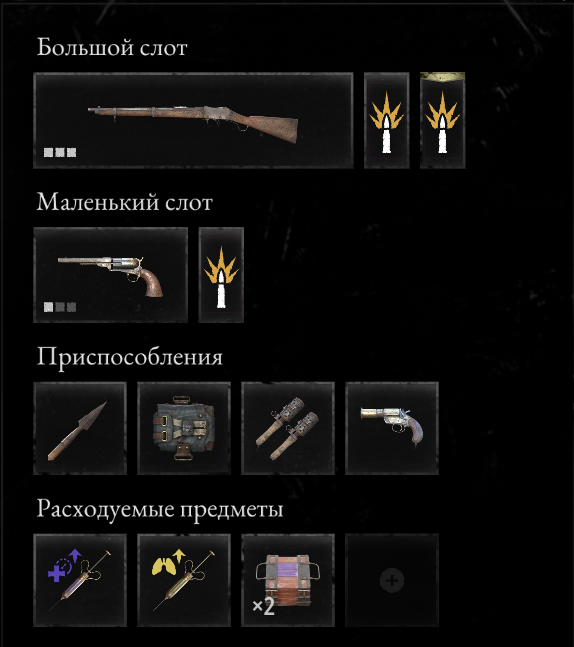 Большой слот
Маленький слот
Приспособления
Расходуемые предметы
×2